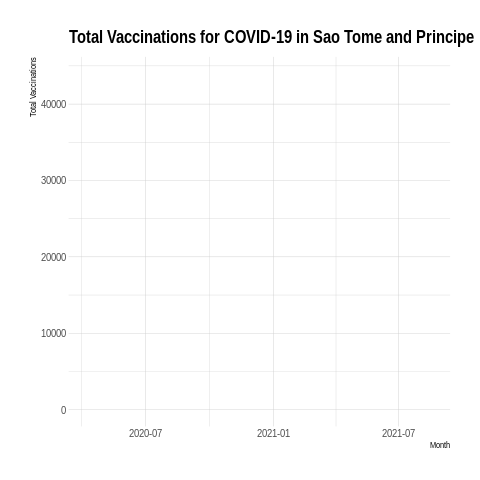 Total Vaccinations for COVID-19 in Sao Tome and Principe
Total Vaccinations
40000
30000
20000
10000
0
2020-07 2021-01 2021-07
Month